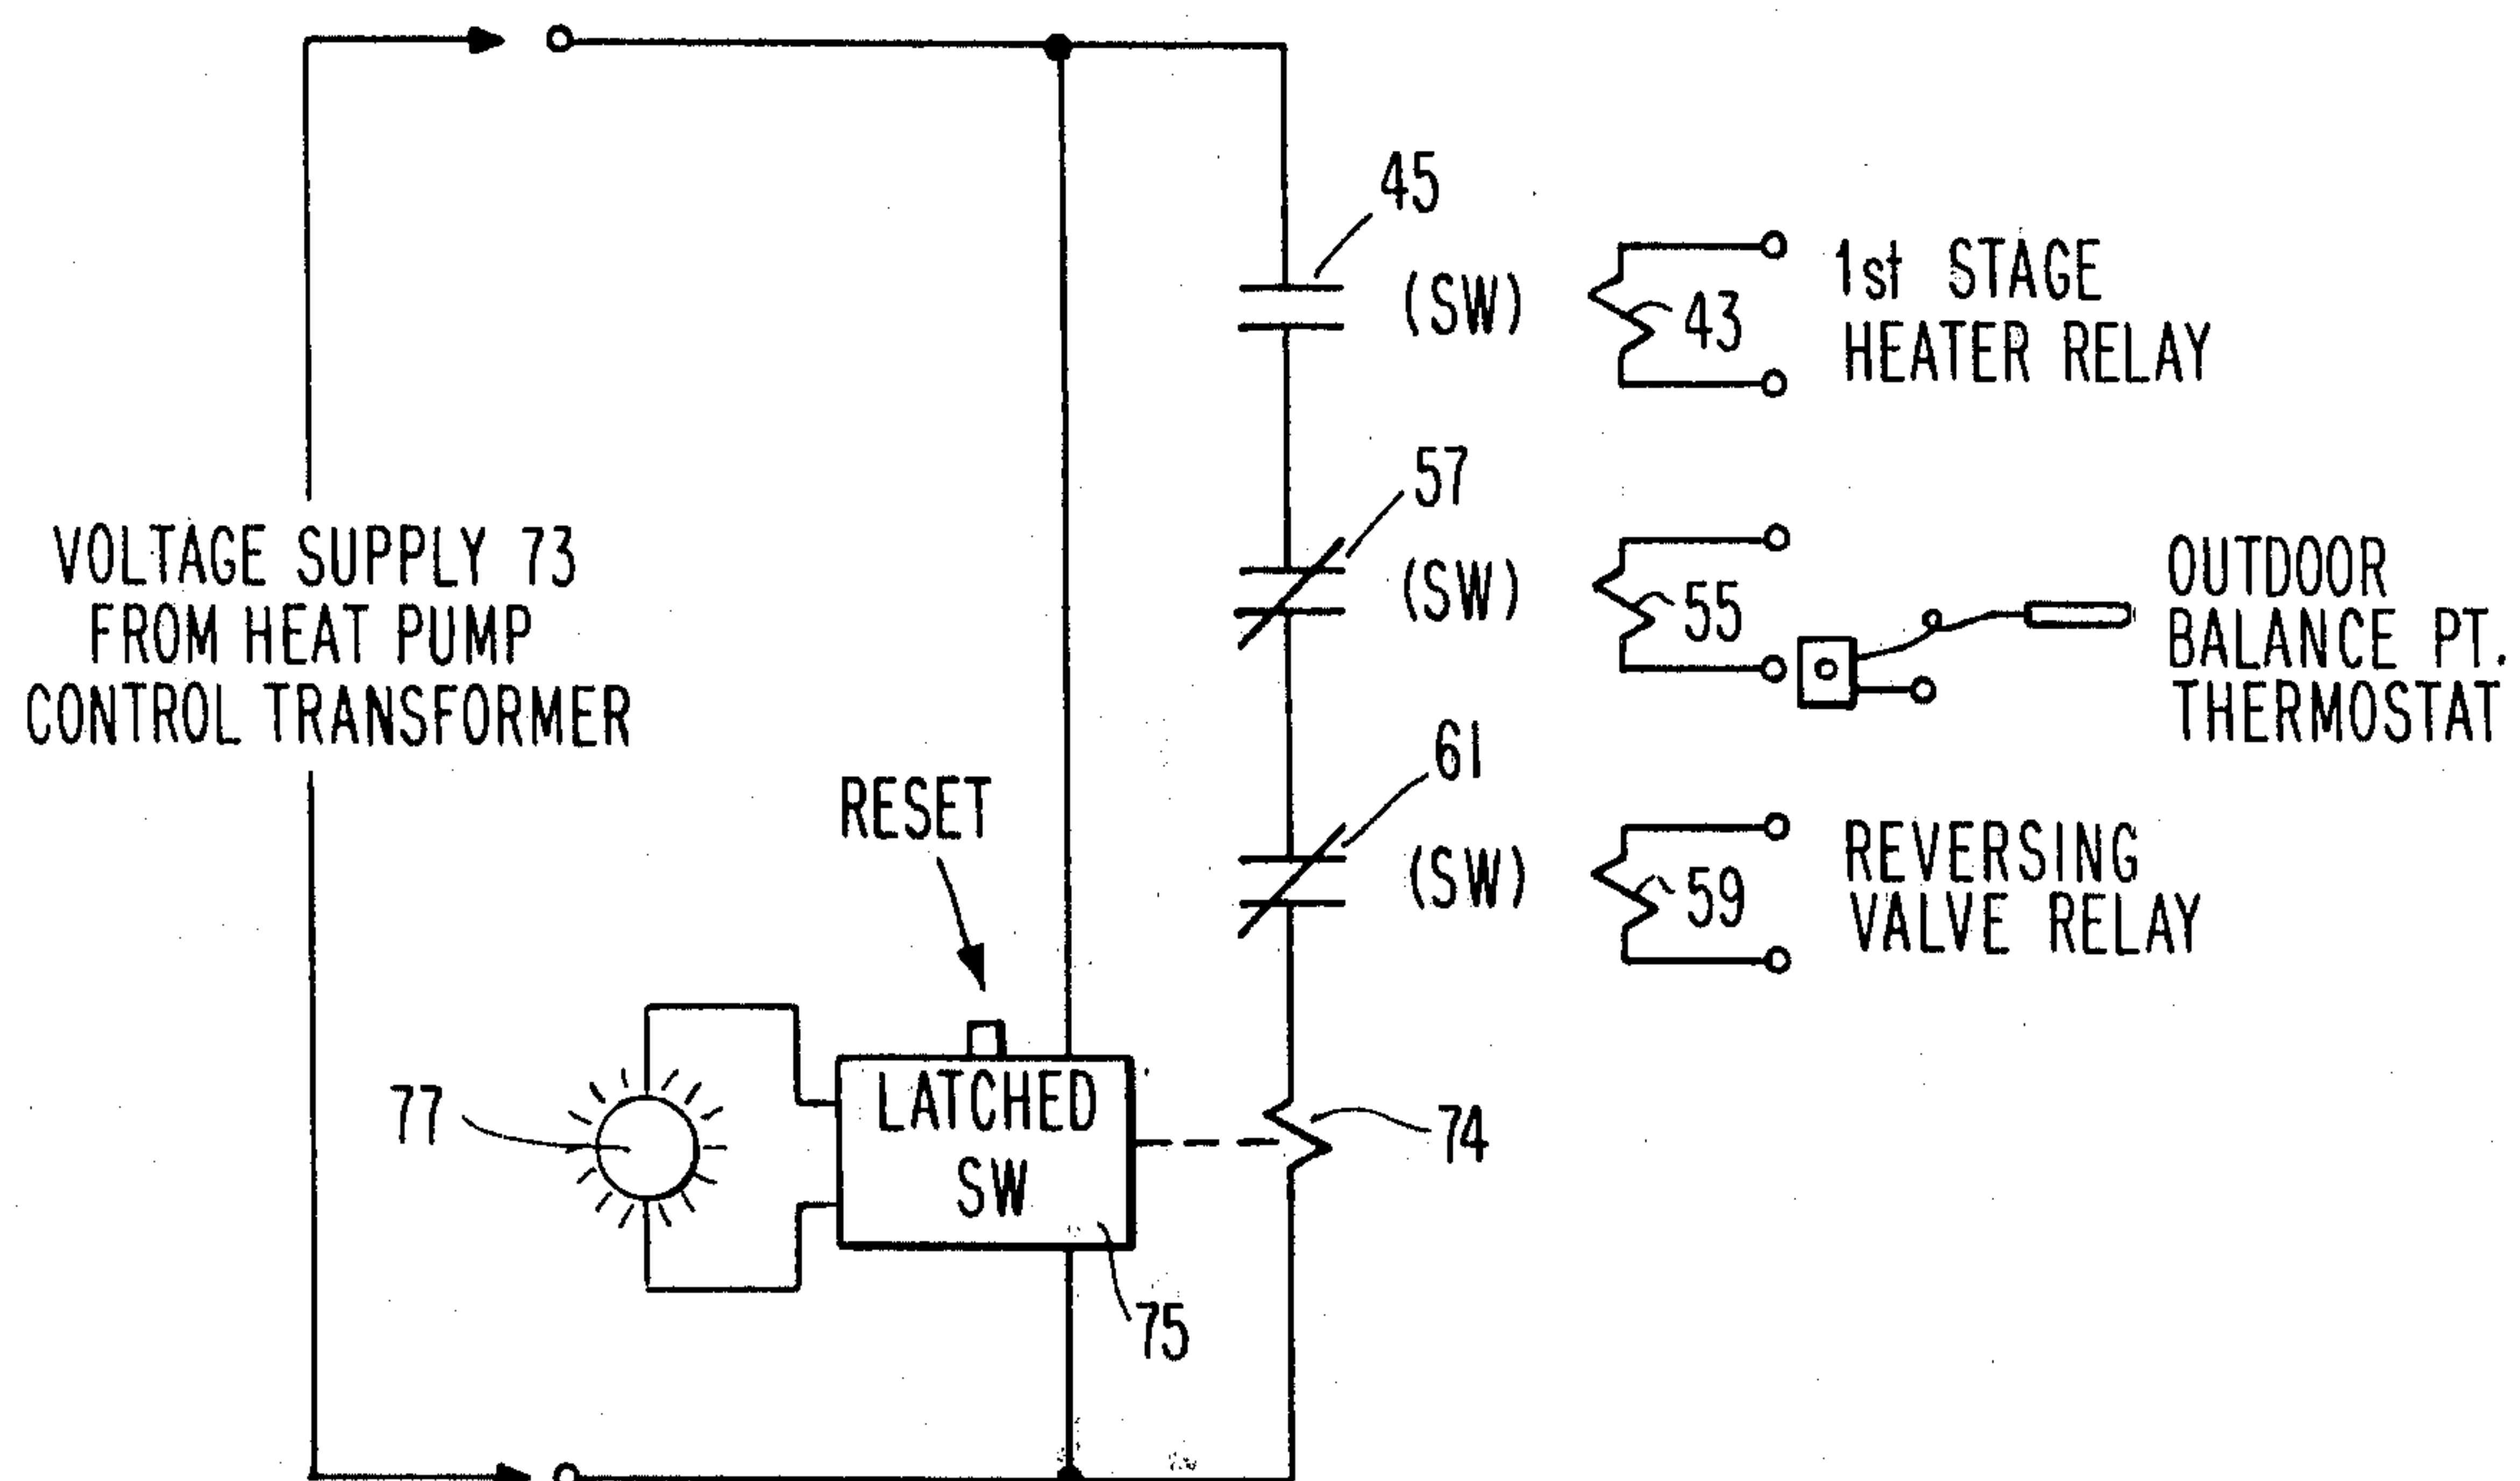 45
(SW)
43
1st STAGE
HEATER RELAY
57
(SW)
55
OUTDOOR
BALANCE PT.
THERMOSTAT
VOLTAGE SUPPLY 73
FROM HEAT PUMP
CONTROL TRANSFORMER
61
(SW)
59
REVERSING
VALVE RELAY
RESET
77
LATCHED
SW
74
75